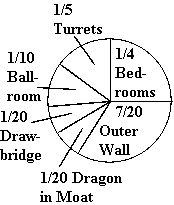 1/5
Turrets
1/10
Ball-
room
1/4
Bed-
rooms
1/20
Draw-
bridge
7/20
Outer
Wall
1/20 Dragon
in Moat